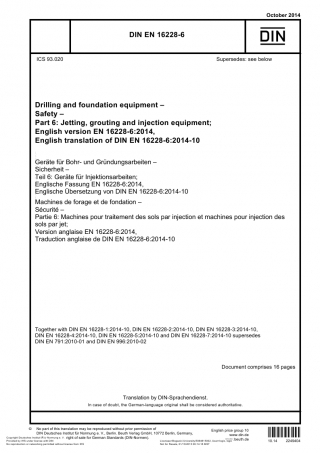 October 2014
DIN EN 16228-6
DIN
ICS 93.020
Supersedes: see below
Drilling and foundation equipment –
Safety –
Part 6: Jetting, grouting and injection equipment;
English version EN 16228-6:2014,
English translation of DIN EN 16228-6:2014-10
Geräte für Bohr- und Gründungsarbeiten –
Sicherheit –
Teil 6: Geräte für Injektionsarbeiten;
Englische Fassung EN 16228-6:2014,
Englische Übersetzung von DIN EN 16228-6:2014-10
Machines de forage et de fondation –
Sécurité –
Partie 6: Machines pour traitement des sols par injection et machines pour injection des
sols par jet;
Version anglaise EN 16228-6:2014,
Traduction anglaise de DIN EN 16228-6:2014-10
Together with DIN EN 16228-1:2014-10, DIN EN 16228-2:2014-10, DIN EN 16228-3:2014-10,
DIN EN 16228-4:2014-10, DIN EN 16228-5:2014-10 and DIN EN 16228-7:2014-10 supersedes
DIN EN 791:2010-01 and DIN EN 996:2010-02
Document comprises 16 pages
Translation by DIN-Sprachendienst.
In case of doubt, the German-language original shall be considered authoritative.
© No part of this translation may be reproduced without prior permission of
DIN Deutsches Institut für Normung e. V., Berlin. Beuth Verlag GmbH, 10772 Berlin, Germany,
right of sale for German Standards (DIN-Normen).
English price group 10
www.din.de
www.beuth.de
10.14